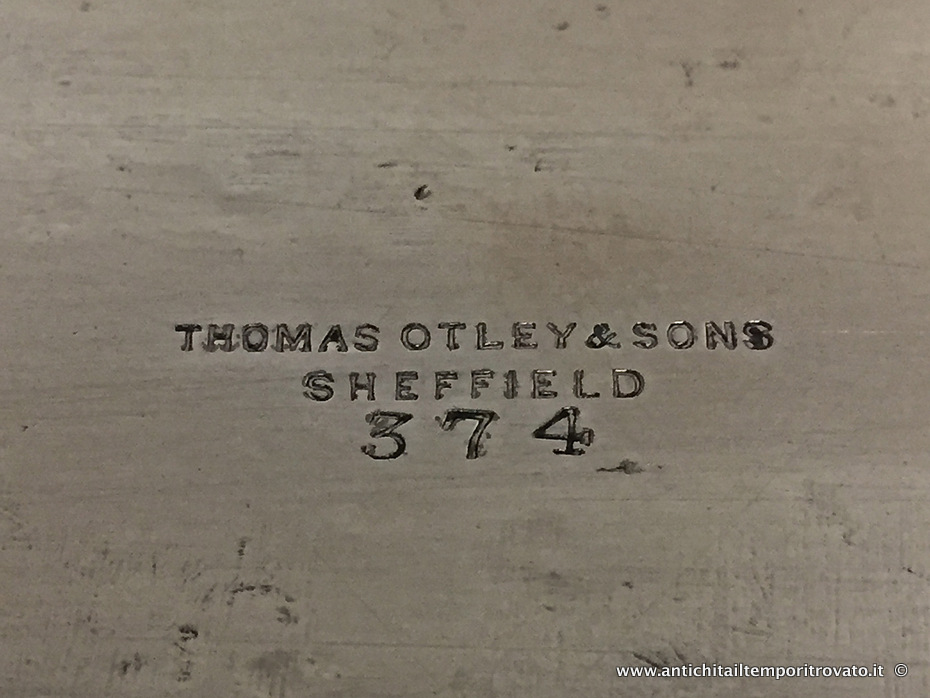 THOMAS OTLEY & SONS
SHEFFIELD
374
www.antichitailtemporitrovato.it ©